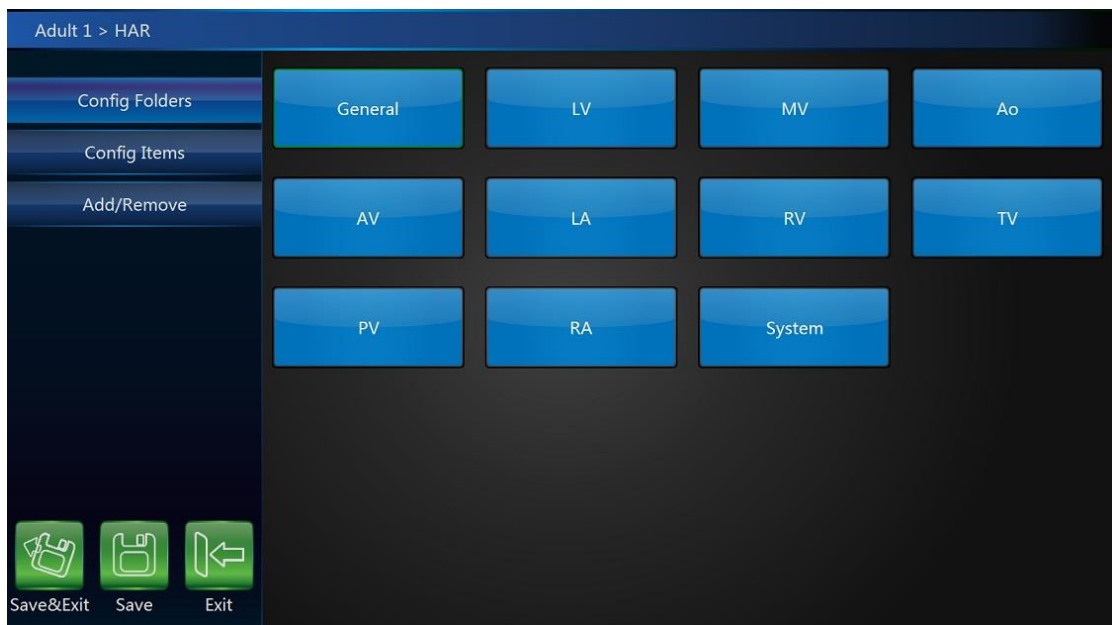 Adult 1 > HAR
Config Folders
Config Items
Add/Remove
General
LV
MV
Ao
AV
LA
RV
TV
PV
RA
System
Save&Exit
Save
Exit